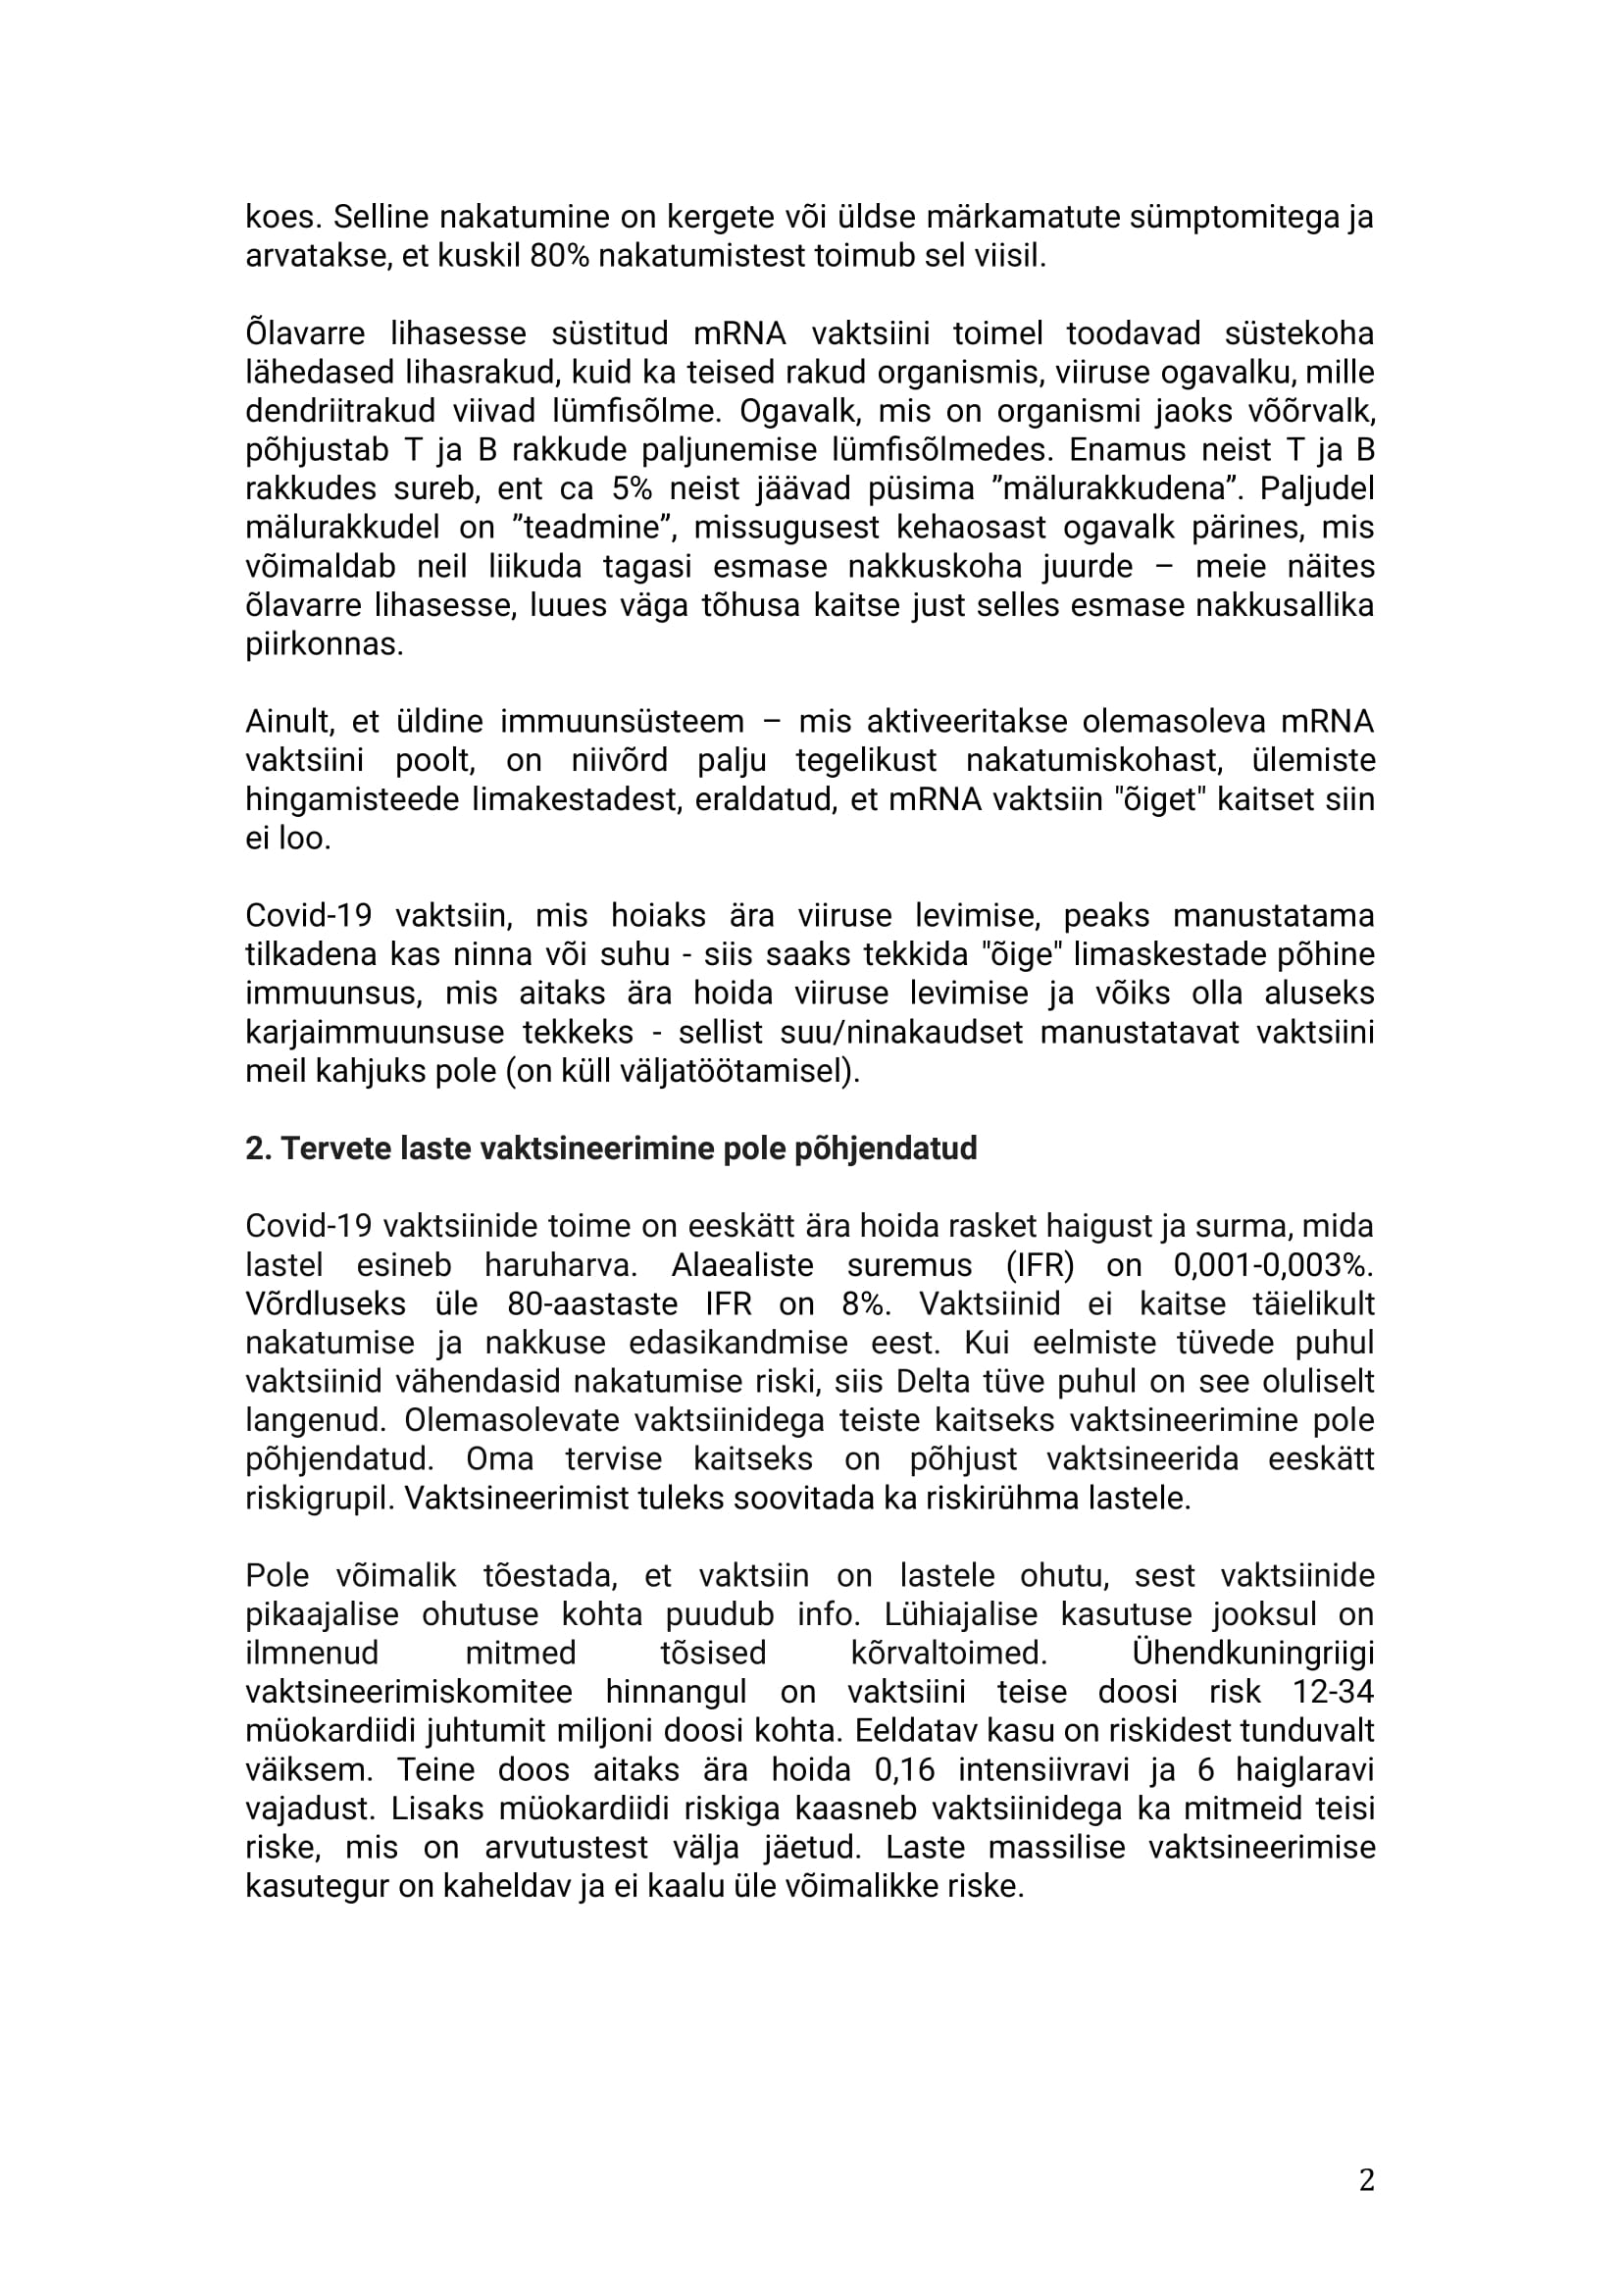 koes. Selline nakatumine on kergete või üldse märkamatute sümptomitega ja
arvatakse, et kuskil 80% nakatumistest toimub sel viisil.
Õlavarre lihasesse süstitud mRNA vaktsiini toimel toodavad süstekoha
lähedased lihasrakud, kuid ka teised rakud organismis, viiruse ogavalku, mille
dendriitrakud viivad lümfisõlme. Ogavalk, mis on organismi jaoks võõrvalk,
põhjustab T ja B rakkude paljunemise lümfisõlmedes. Enamus neist T ja B
rakkudes sureb, ent ca 5% neist jäävad püsima ”mälurakkudena”. Paljudel
mälurakkudel on ”teadmine”, missugusest kehaosast ogavalk pärines, mis
võimaldab neil liikuda tagasi esmase nakkuskoha juurde – meie näites
õlavarre lihasesse, luues väga tõhusa kaitse just selles esmase nakkusallika
piirkonnas.
Ainult, et üldine immuunsüsteem – mis aktiveeritakse olemasoleva mRNA
vaktsiini poolt, on niivõrd palju tegelikust nakatumiskohast, ülemiste
hingamisteede limakestadest, eraldatud, et mRNA vaktsiin "õiget" kaitset siin
ei loo.
Covid-19 vaktsiin, mis hoiaks ära viiruse levimise, peaks manustatama
tilkadena kas ninna või suhu - siis saaks tekkida "õige" limaskestade põhine
immuunsus, mis aitaks ära hoida viiruse levimise ja võiks olla aluseks
karjaimmuunsuse tekkeks - sellist suu/ninakaudset manustatavat vaktsiini
meil kahjuks pole (on küll väljatöötamisel).
2. Tervete laste vaktsineerimine pole põhjendatud
Covid-19 vaktsiinide toime on eeskätt ära hoida rasket haigust ja surma, mida
lastel esineb haruharva. Alaealiste suremus (IFR) on 0,001-0,003%.
Võrdluseks üle 80-aastaste IFR on 8%. Vaktsiinid ei kaitse täielikult
nakatumise ja nakkuse edasikandmise eest. Kui eelmiste tüvede puhul
vaktsiinid vähendasid nakatumise riski, siis Delta tüve puhul on see oluliselt
langenud. Olemasolevate vaktsiinidega teiste kaitseks vaktsineerimine pole
põhjendatud. Oma tervise kaitseks on põhjust vaktsineerida eeskätt
riskigrupil. Vaktsineerimist tuleks soovitada ka riskirühma lastele.
Pole võimalik tõestada, et vaktsiin on lastele ohutu, sest vaktsiinide
pikaajalise ohutuse kohta puudub info. Lühiajalise kasutuse jooksul on
ilmnenud mitmed tõsised kõrvaltoimed. Ühendkuningriigi
vaktsineerimiskomitee hinnangul on vaktsiini teise doosi risk 12-34
müokardiidi juhtumit miljoni doosi kohta. Eeldatav kasu on riskidest tunduvalt
väiksem. Teine doos aitaks ära hoida 0,16 intensiivravi ja 6 haiglaravi
vajadust. Lisaks müokardiidi riskiga kaasneb vaktsiinidega ka mitmeid teisi
riske, mis on arvutustest välja jäetud. Laste massilise vaktsineerimise
kasutegur on kaheldav ja ei kaalu üle võimalikke riske.
2